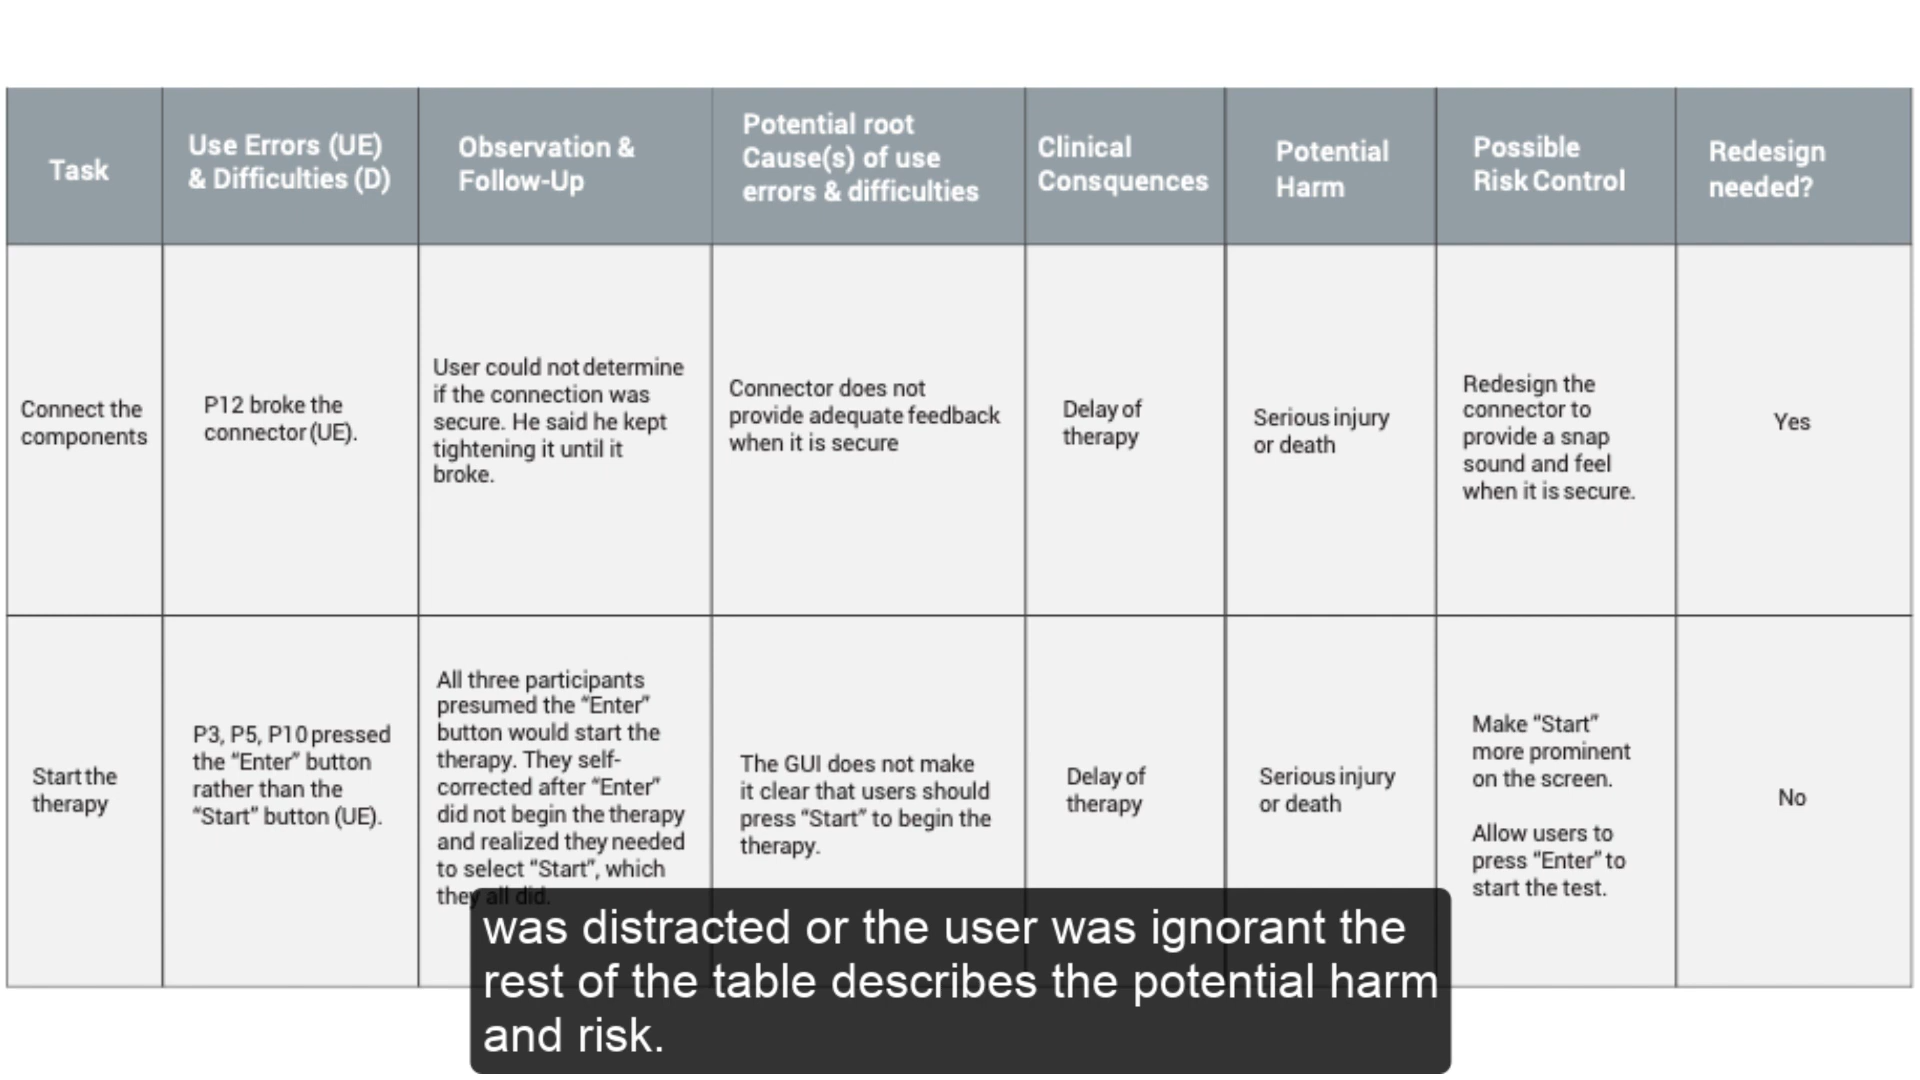 Task
Use Errors (UE)
& Difficulties (D)
Observation &
Follow-Up
Potential root
Cause(s) of use
errors & difficulties
Clinical
Consquences
Potential
Harm
Possible
Risk Control
Redesign
needed?
Connect the
components
P12 broke the
connector (UE).
User could not determine
if the connection was
secure. He said he kept
tightening it until it
broke.
Connector does not
provide adequate feedback
when it is secure
Delay of
therapy
Serious injury
or death
Redesign the
connector to
provide a snap
sound and feel
when it is secure.
Yes
Start the
therapy
P3, P5, P10 pressed
the “Enter” button
rather than the
“Start” button (UE).
All three participants
presumed the “Enter”
button would start the
therapy. They self-
corrected after “Enter”
did not begin the therapy
and realized they needed
to select “Start”, which
they all did.
The GUI does not make
it clear that users should
press “Start” to begin the
therapy.
Delay of
therapy
Serious injury
or death
Make “Start”
more prominent
on the screen.
Allow users to
press “Enter” to
start the test.
No
was distracted or the user was ignorant the
rest of the table describes the potential harm
and risk.